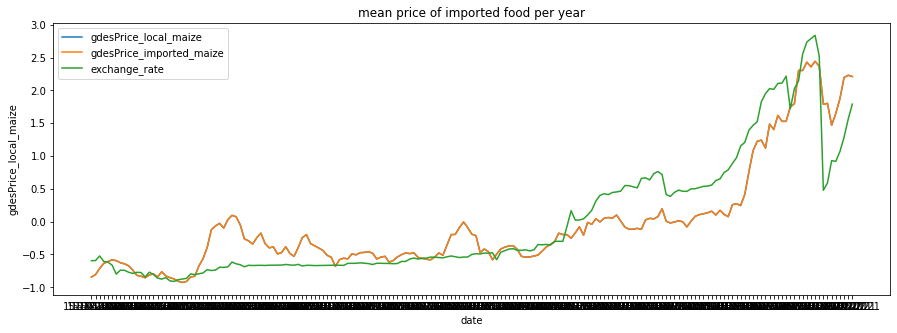 mean price of imported food per year
gdesPrice_local_maize
gdesPrice_imported_maize
exchange_rate
gdesPrice_local_maize
3.0
2.5
2.0
1.5
1.0
0.5
0.0
−0.5
−1.0
date